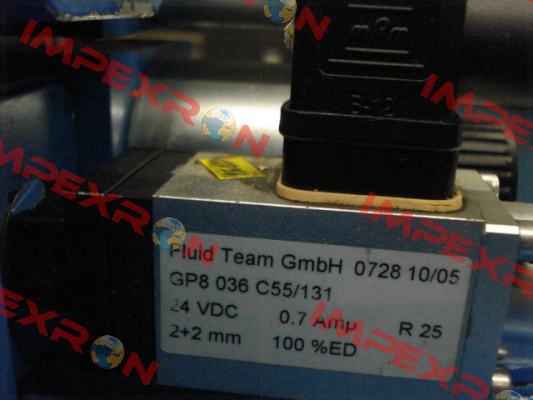 IMPEXRON
IMPEXRON
IMPEXRON
IMPEXRON
IMPEXRON
IMPEXRON
Fluid Team GmbH 0728 10/05
GP8 036 C55/131
24 VDC 0.7 Amp R 25
2+2 mm 100 %ED